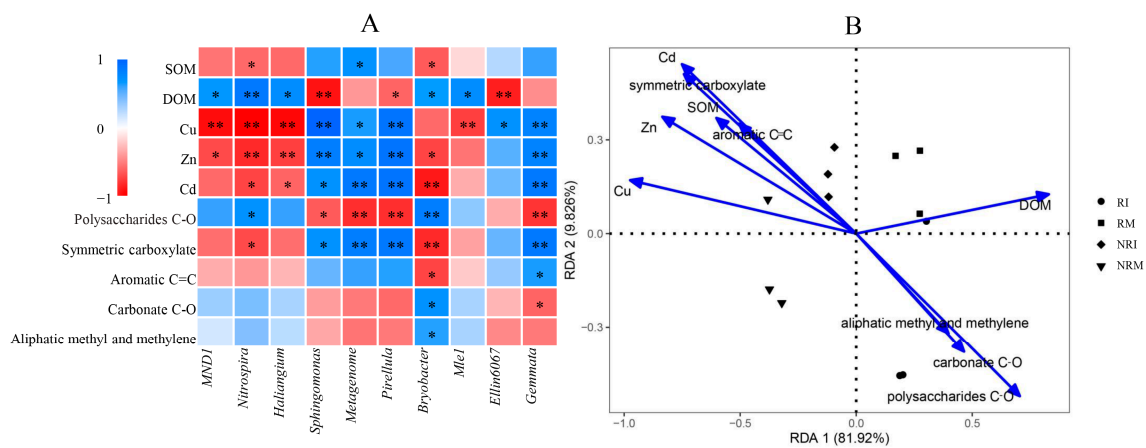 A
1
0
−1
SOM
DOM
Cu
Zn
Cd
Polysaccharides C-O
Symmetric carboxylate
Aromatic C=C
Carbonate C-O
Aliphatic methyl and methylene
* * *
* ** * ** * * * **
** ** ** ** * ** ** * **
* ** ** ** * ** * **
* * * ** ** ** **
* * ** ** ** **
* * ** ** ** **
* *
* *
*
MND1
Nitrospira
Haliangium
Sphingomonas
Metagenome
Pirellula
Bryobacter
Mle1
Ellin6067
Gemmata
B
Cd
symmetric carboxylate
SOM
Zn
aromatic C=C
Cu
DOM
aliphatic methyl and methylene
carbonate C-O
polysaccharides C-O
0.3
0.0
−0.3
RDA 2 (9.826%)
−1.0 −0.5 0.0 0.5
RDA 1 (81.92%)
RI
RM
NRI
NRM